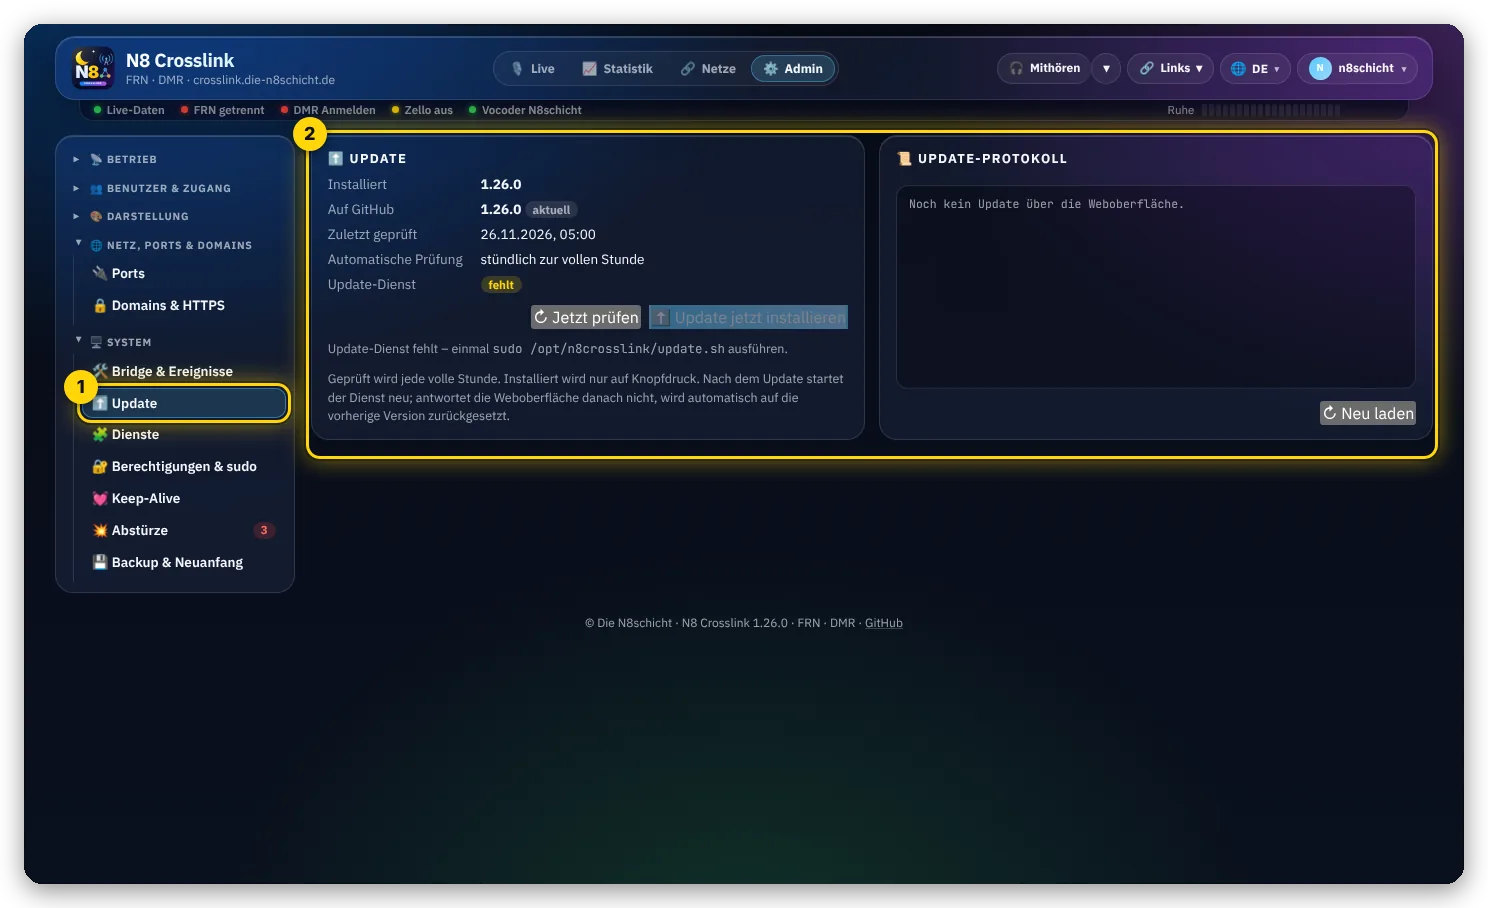 N8 Crosslink
FRN · DMR · crosslink.die-n8schicht.de
Live
Statistik
Netze
Admin
Mithören
Links
DE
N
n8schicht
Live-Daten
FRN getrennt
DMR Anmelden
Zello aus
Vocoder N8schicht
Ruhe
BETRIEB
BENUTZER & ZUGANG
DARSTELLUNG
NETZ, PORTS & DOMAINS
Ports
Domains & HTTPS
SYSTEM
Bridge & Ereignisse
1
Update
Dienste
Berechtigungen & sudo
Keep-Alive
Abstürze
3
Backup & Neuanfang
2
UPDATE
Installiert
1.26.0
Auf GitHub
1.26.0 aktuell
Zuletzt geprüft
26.11.2026, 05:00
Automatische Prüfung
stündlich zur vollen Stunde
Update-Dienst
fehlt
Jetzt prüfen
Update jetzt installieren
Update-Dienst fehlt – einmal sudo /opt/n8crosslink/update.sh ausführen.
Geprüft wird jede volle Stunde. Installiert wird nur auf Knopfdruck. Nach dem Update startet
der Dienst neu; antwortet die Weboberfläche danach nicht, wird automatisch auf die
vorherige Version zurückgesetzt.
UPDATE-PROTOKOLL
Noch kein Update über die Weboberfläche.
Neu laden
© Die N8schicht · N8 Crosslink 1.26.0 · FRN · DMR · GitHub